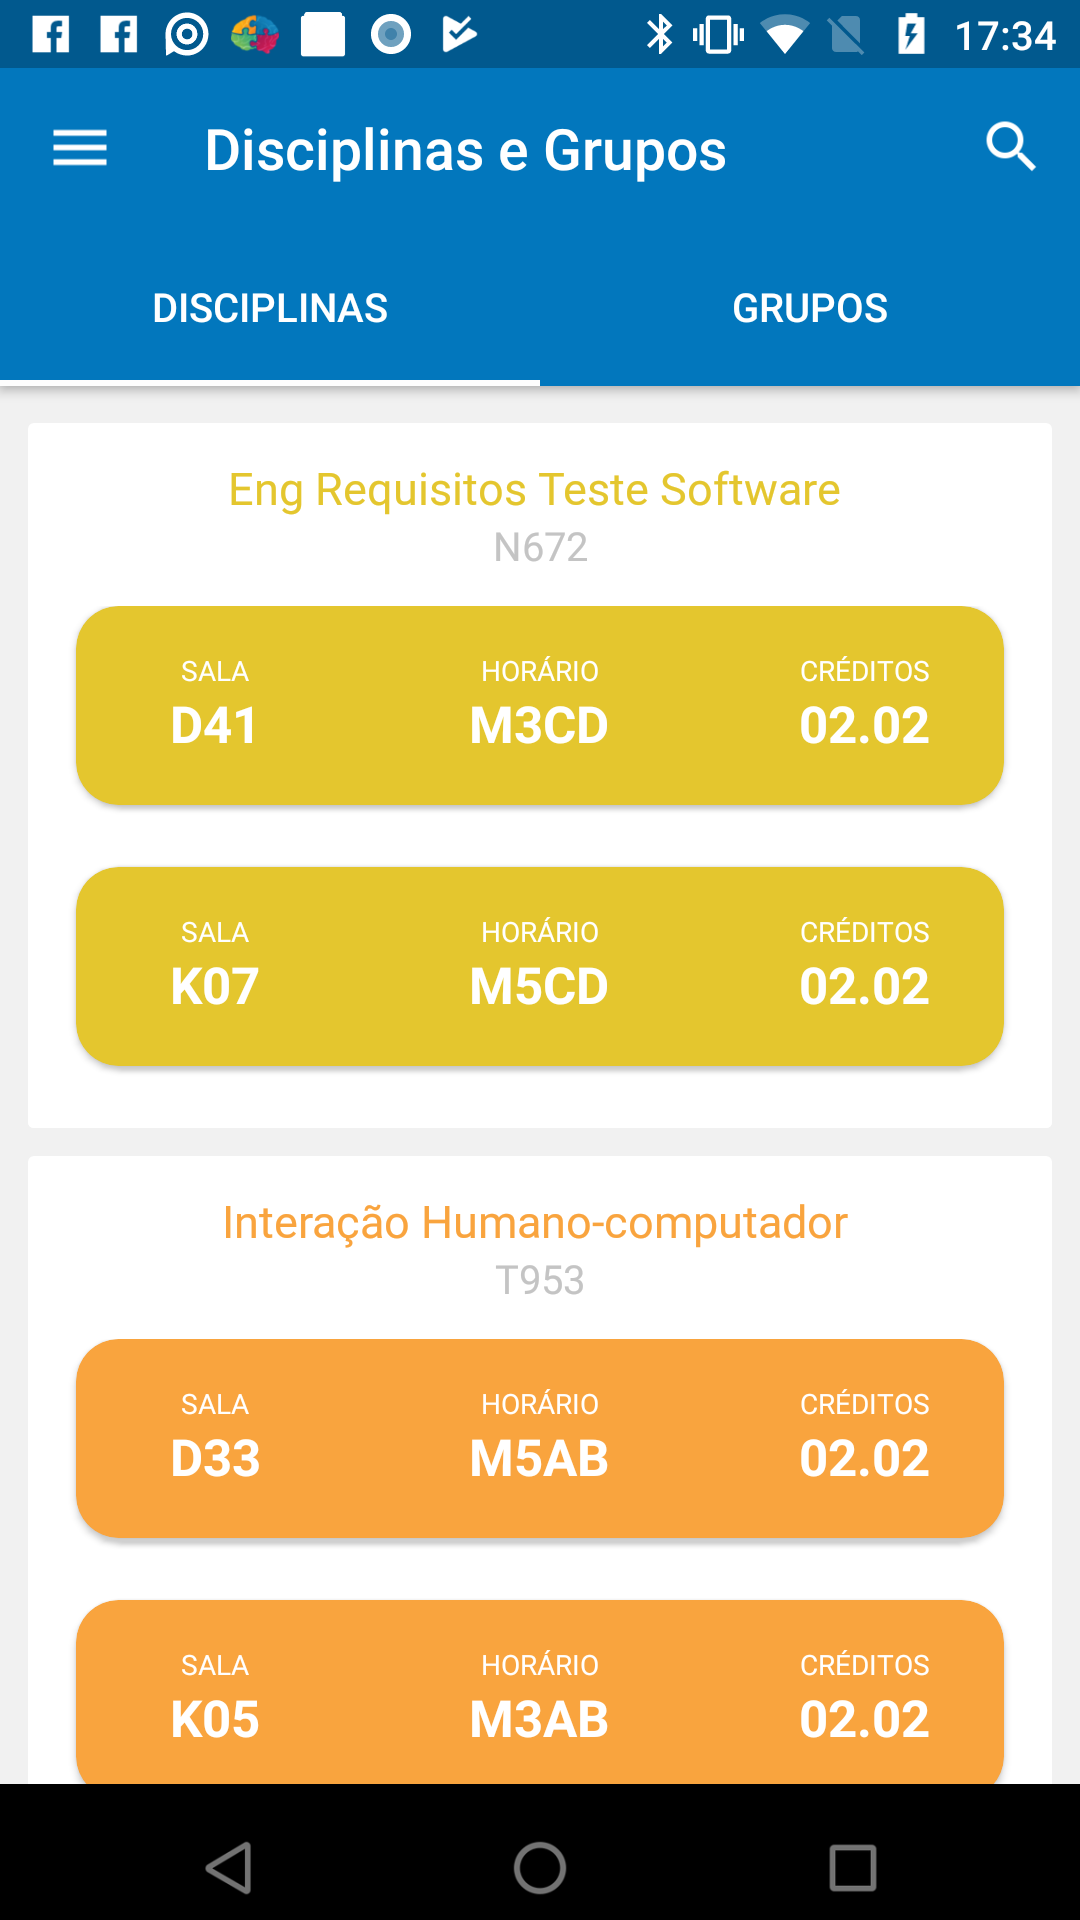 17:34
Disciplinas e Grupos
DISCIPLINAS GRUPOS
Eng Requisitos Teste Software
N672
SALA HORÁRIO CRÉDITOS
D41 M3CD 02.02
SALA HORÁRIO CRÉDITOS
K07 M5CD 02.02
Interação Humano-computador
T953
SALA HORÁRIO CRÉDITOS
D33 M5AB 02.02
SALA HORÁRIO CRÉDITOS
K05 M3AB 02.02